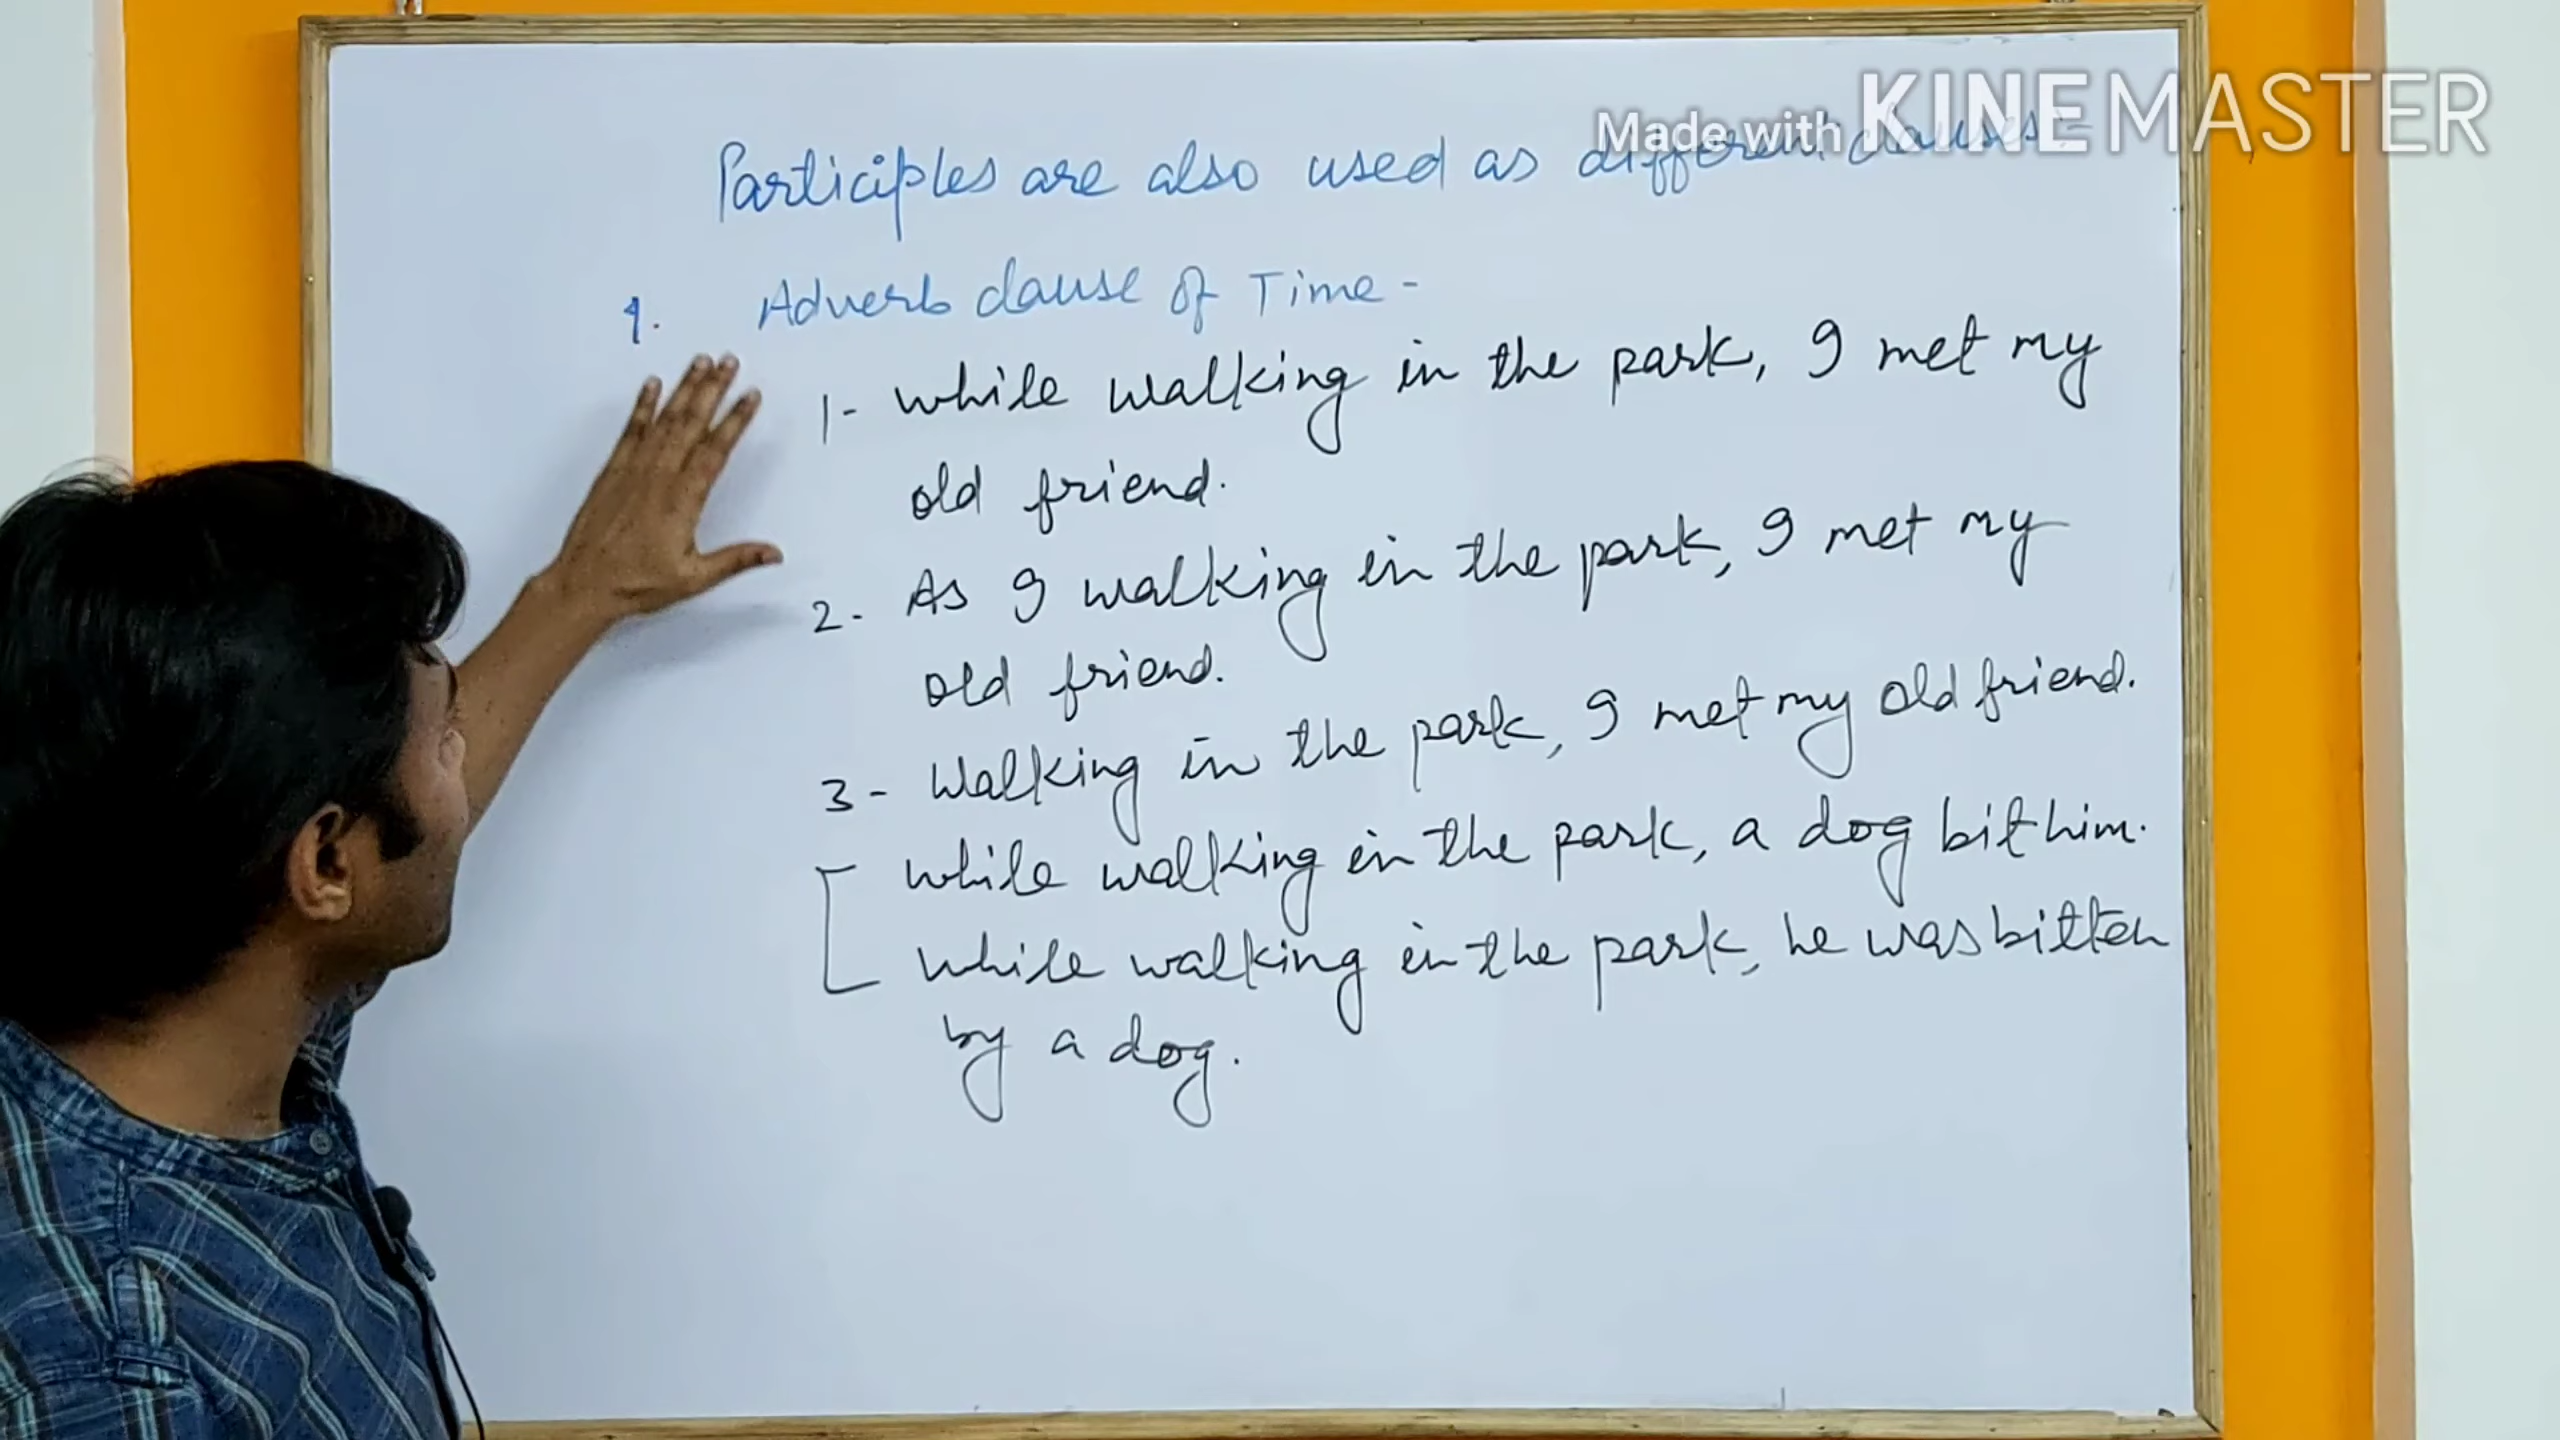 Made with KINEMASTER
Participles are also used as different clauses:-
1. Adverb clause of Time -
1- while walking in the park, I met my
old friend.
2- As I walking in the park, I met my
old friend.
3- Walking in the park, I met my old friend.
while walking in the park, a dog bit him.
while walking in the park, he was bitten
by a dog.